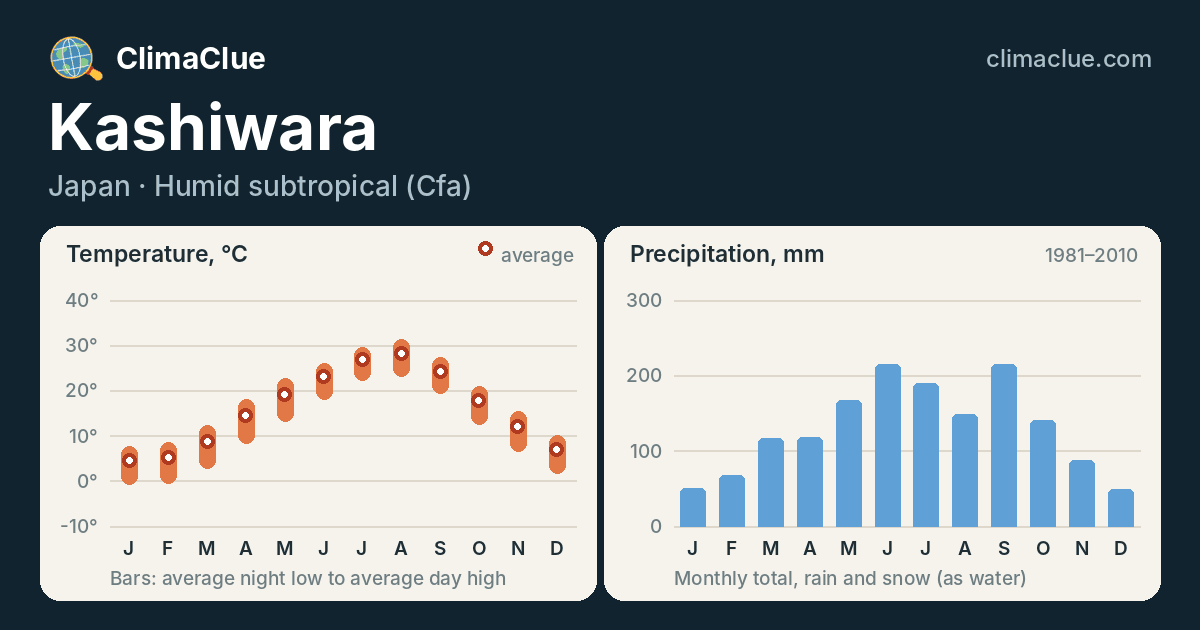 ClimaClue
climaclue.com
Kashiwara
Japan · Humid subtropical (Cfa)
Temperature, °C
average
40°
30°
20°
10°
0°
-10°
J F M A M J J A S O N D
Bars: average night low to average day high
Precipitation, mm
1981–2010
300
200
100
0
J F M A M J J A S O N D
Monthly total, rain and snow (as water)